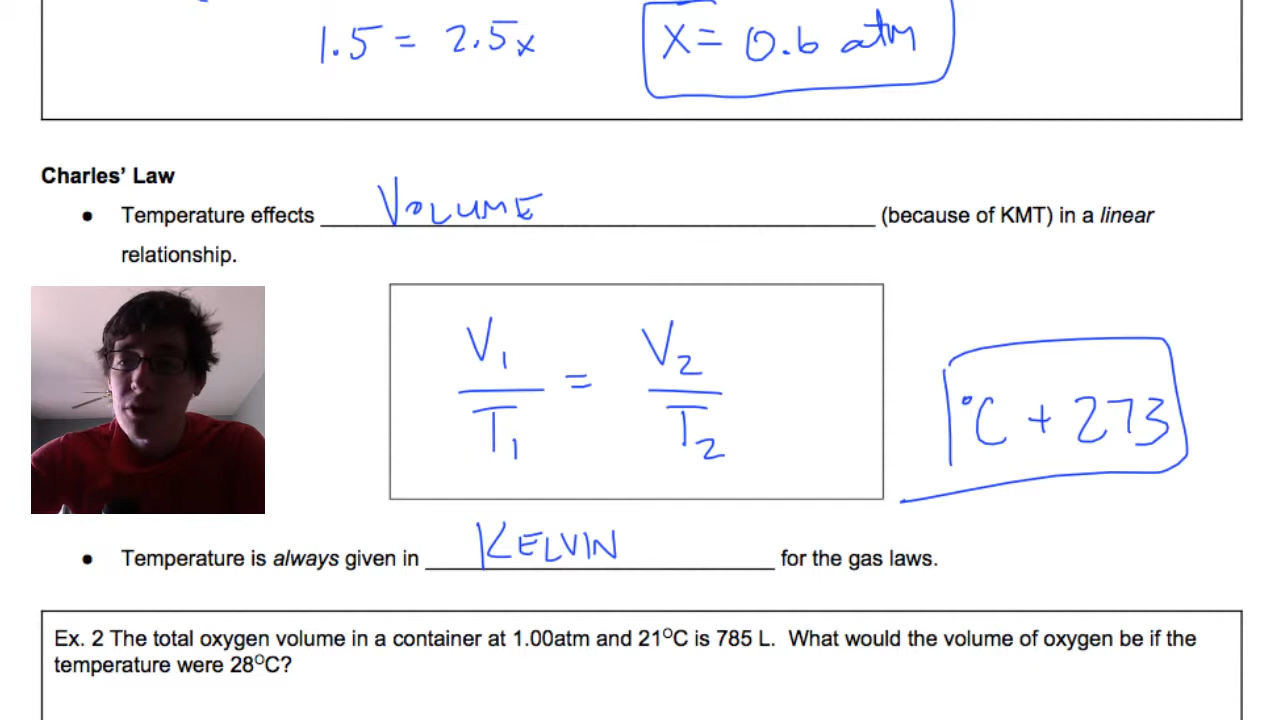 1.5 = 2.5x x = 0.6 atm
Charles' Law
• Temperature effects VOLUME (because of KMT) in a linear
relationship.
V₁/T₁ = V₂/T₂
°C + 273
• Temperature is always given in KELVIN for the gas laws.
Ex. 2 The total oxygen volume in a container at 1.00atm and 21°C is 785 L. What would the volume of oxygen be if the
temperature were 28°C?